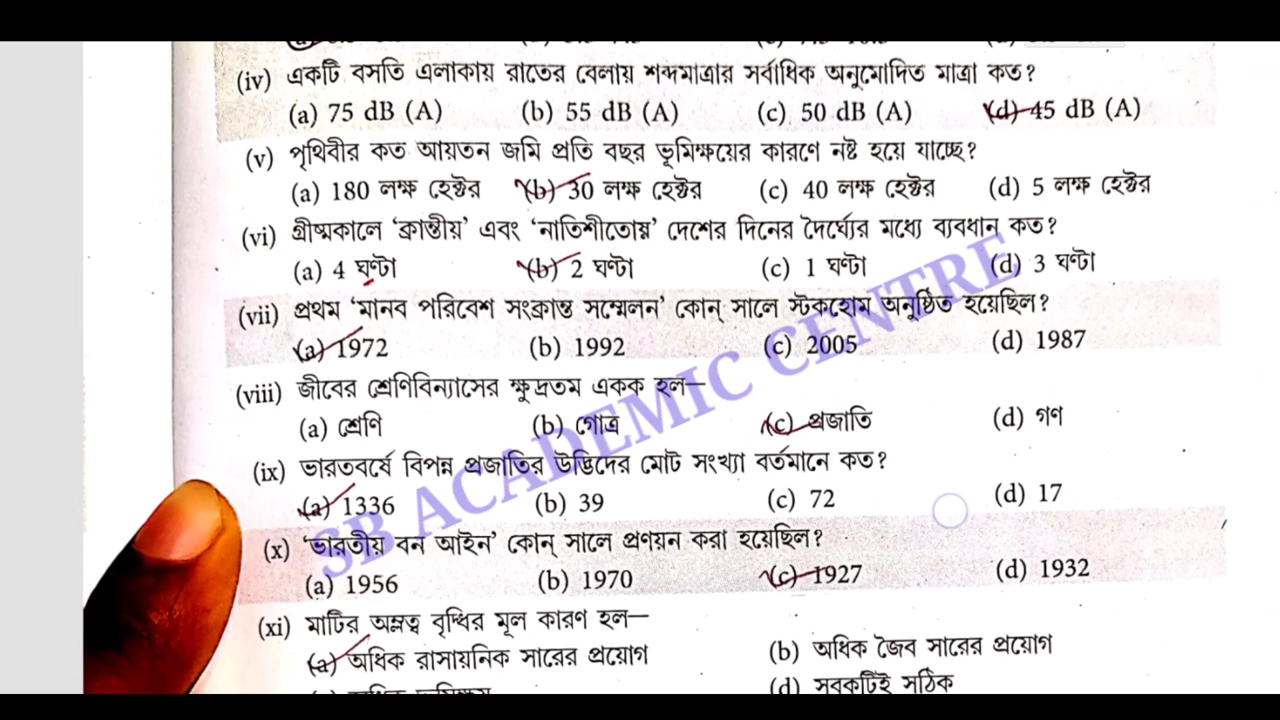 (iv) একটি বসতি এলাকায় রাতের বেলায় শব্দমাত্রার সর্বাধিক অনুমোদিত মাত্রা কত?
(a) 75 dB (A) (b) 55 dB (A) (c) 50 dB (A) (d) 45 dB (A)
(v) পৃথিবীর কত আয়তন জমি প্রতি বছর ভূমিক্ষয়ের কারণে নষ্ট হয়ে যাচ্ছে?
(a) 180 লক্ষ হেক্টর (b) 30 লক্ষ হেক্টর (c) 40 লক্ষ হেক্টর (d) 5 লক্ষ হেক্টর
(vi) গ্রীষ্মকালে ‘ক্রান্তীয়’ এবং ‘নাতিশীতোষ্ণ’ দেশের দিনের দৈর্ঘ্যের মধ্যে ব্যবধান কত?
(a) 4 ঘণ্টা (b) 2 ঘণ্টা (c) 1 ঘণ্টা (d) 3 ঘণ্টা
(vii) প্রথম ‘মানব পরিবেশ সংক্রান্ত সম্মেলন’ কোন্ সালে স্টকহোম অনুষ্ঠিত হয়েছিল?
(a) 1972 (b) 1992 (c) 2005 (d) 1987
(viii) জীবের শ্রেণিবিন্যাসের ক্ষুদ্রতম একক হল—
(a) শ্রেণি (b) গোত্র (c) প্রজাতি (d) গণ
(ix) ভারতবর্ষে বিপন্ন প্রজাতির উদ্ভিদের মোট সংখ্যা বর্তমানে কত?
(a) 1336 (b) 39 (c) 72 (d) 17
(x) ‘ভারতীয় বন আইন’ কোন্ সালে প্রণয়ন করা হয়েছিল?
(a) 1956 (b) 1970 (c) 1927 (d) 1932
(xi) মাটির অম্লত্ব বৃদ্ধির মূল কারণ হল—
(a) অধিক রাসায়নিক সারের প্রয়োগ (b) অধিক জৈব সারের প্রয়োগ
(d) সবকটিই সঠিক
SB ACADEMIC CENTRE